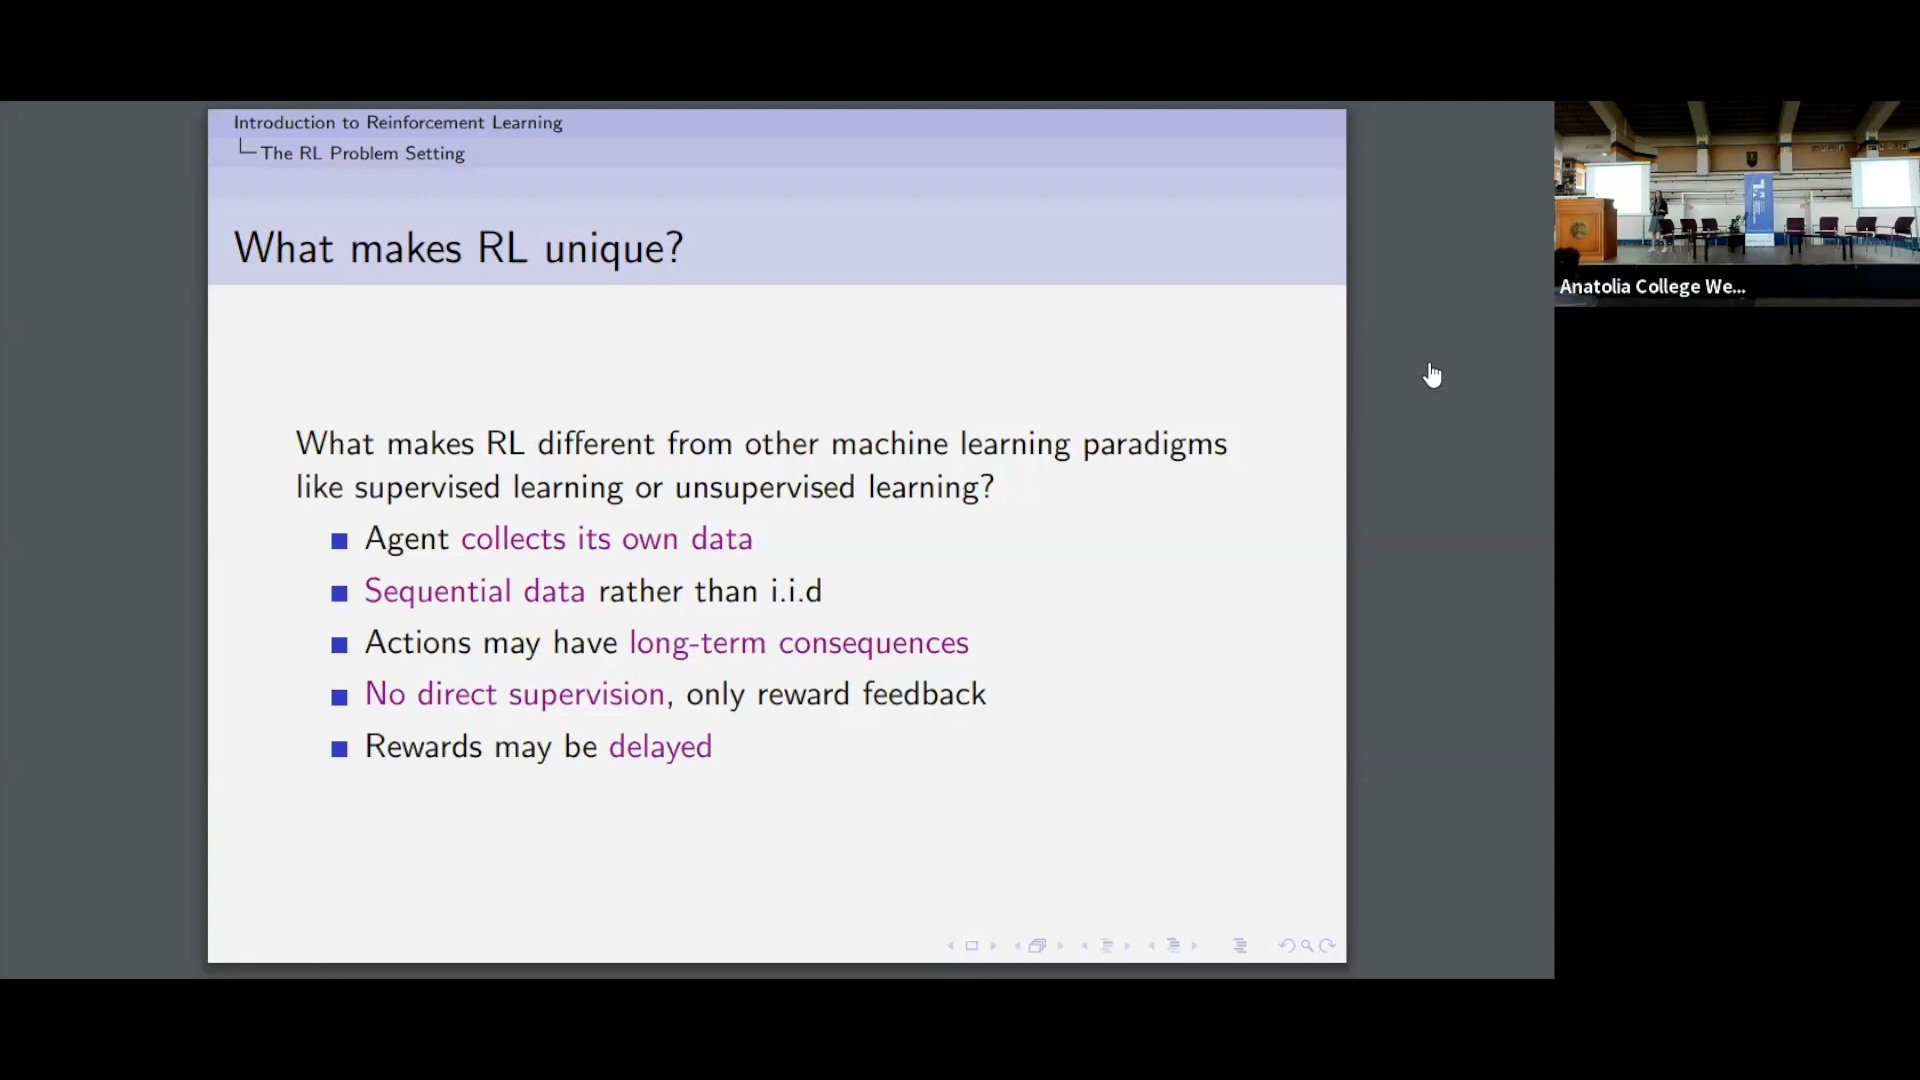 Introduction to Reinforcement Learning
The RL Problem Setting
What makes RL unique?
What makes RL different from other machine learning paradigms
like supervised learning or unsupervised learning?
Agent collects its own data
Sequential data rather than i.i.d
Actions may have long-term consequences
No direct supervision, only reward feedback
Rewards may be delayed
Anatolia College We...